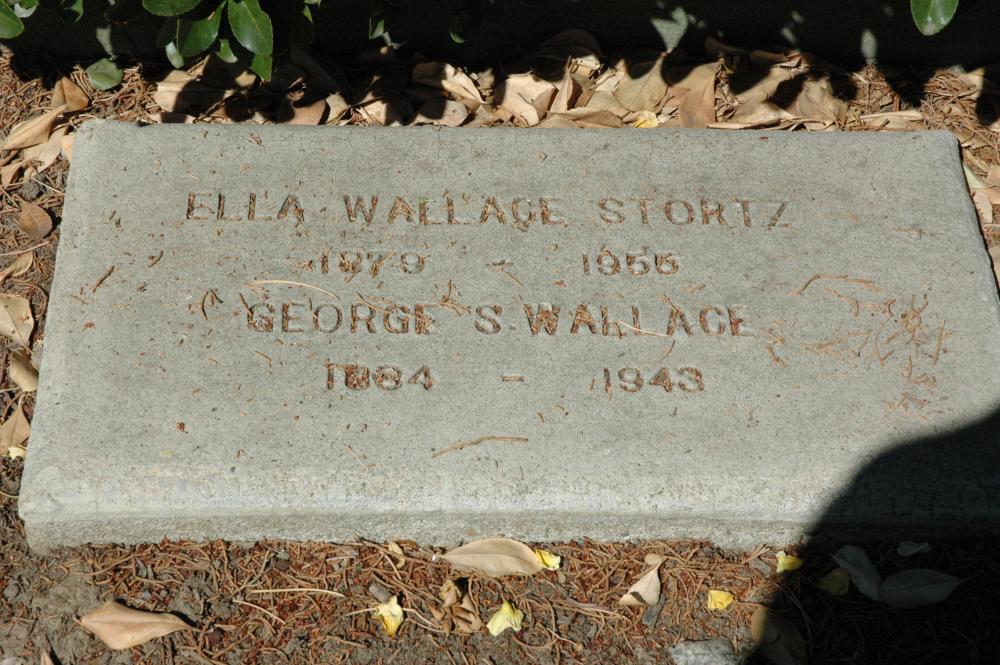 ELLA WALLACE STORTZ
1879 - 1956
GEORGE S. WALLACE
1884 - 1943